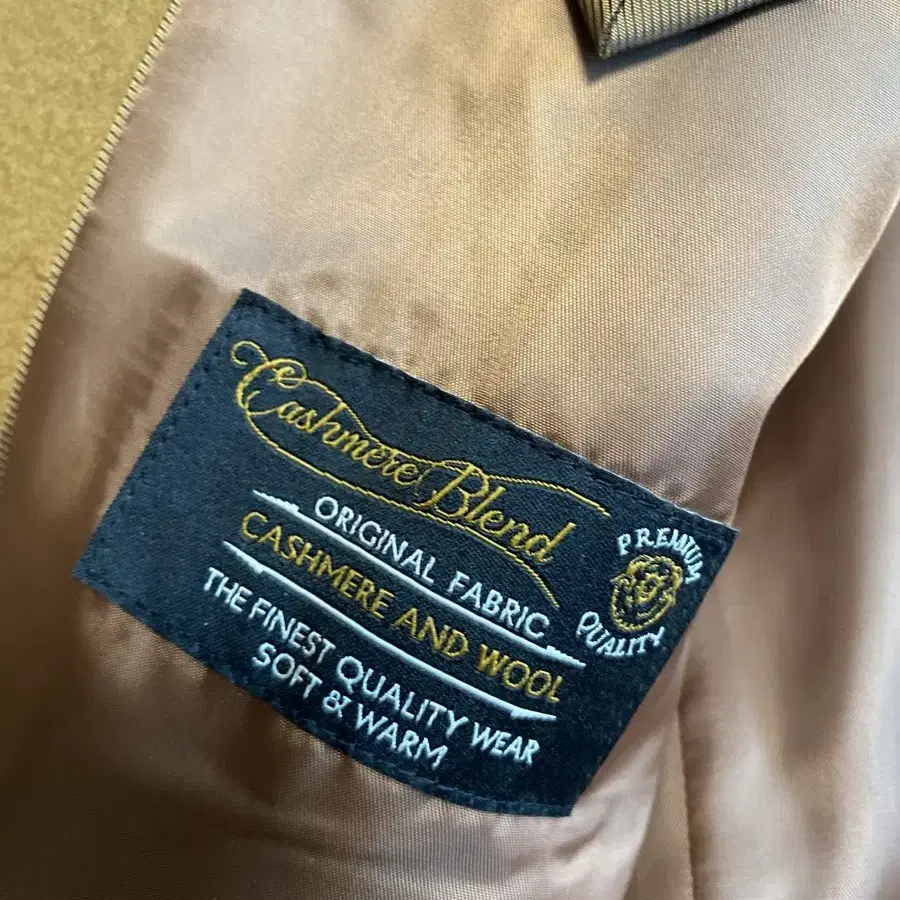 Cashmere Blend
ORIGINAL FABRIC
CASHMERE AND WOOL
THE FINEST QUALITY WEAR
SOFT & WARM
PREMIUM
QUALITY